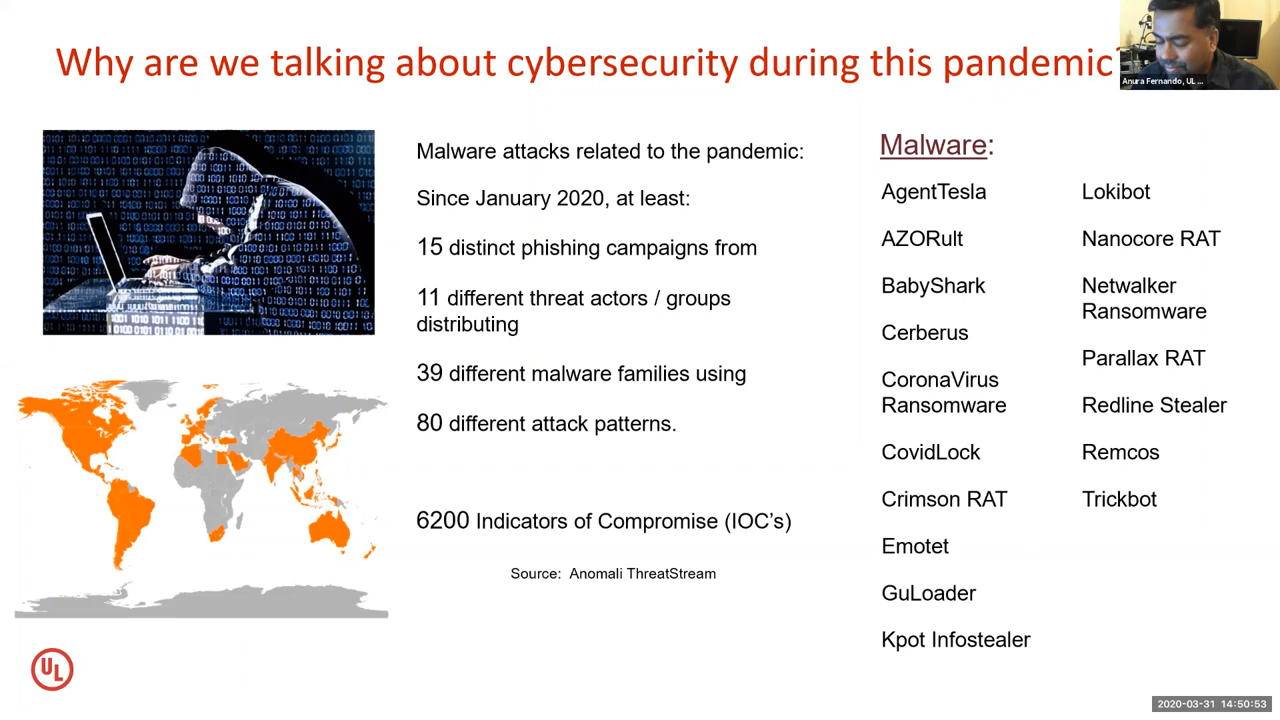 Why are we talking about cybersecurity during this pandemic?
Anura Fernando, UL ...
Malware attacks related to the pandemic:
Since January 2020, at least:
15 distinct phishing campaigns from
11 different threat actors / groups
distributing
39 different malware families using
80 different attack patterns.
6200 Indicators of Compromise (IOC’s)
Source: Anomali ThreatStream
Malware:
AgentTesla
AZORult
BabyShark
Cerberus
CoronaVirus
Ransomware
CovidLock
Crimson RAT
Emotet
GuLoader
Kpot Infostealer
Lokibot
Nanocore RAT
Netwalker
Ransomware
Parallax RAT
Redline Stealer
Remcos
Trickbot
UL
2020-03-31 14:50:53